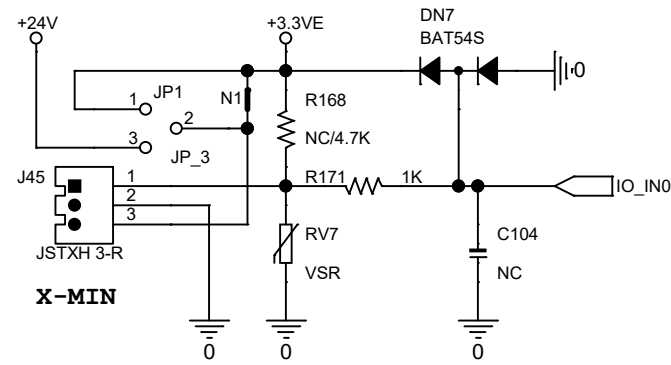 +24V
+3.3VE
DN7
BAT54S
0
1
JP1
N1
R168
2
NC/4.7K
3
JP_3
J45
1
R171
1K
IO_IN0
2
3
RV7
C104
JSTXH 3-R
VSR
NC
X-MIN
0
0
0